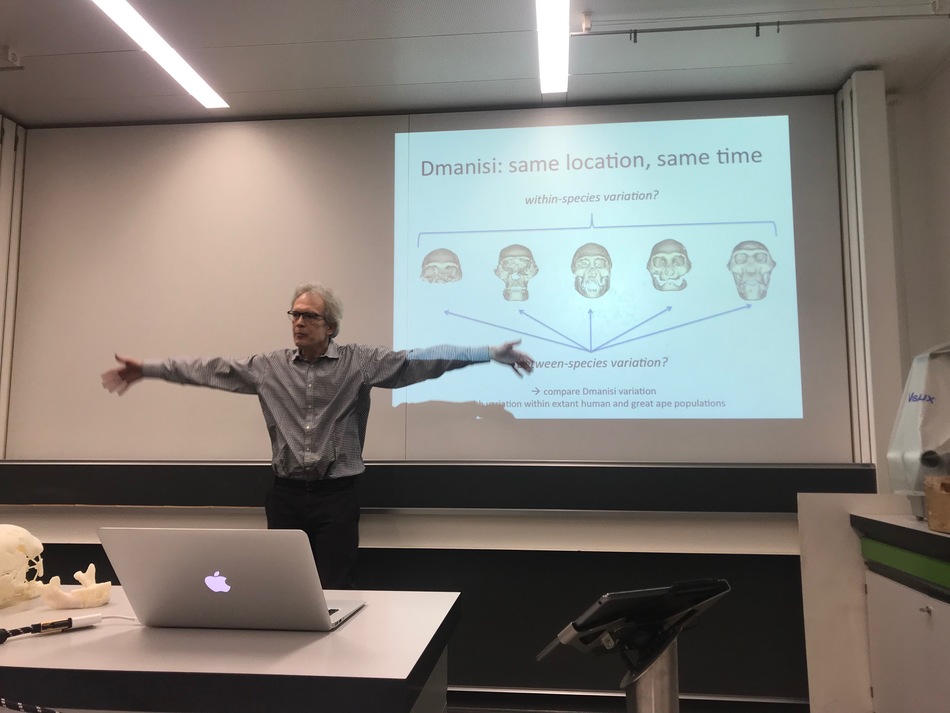 Dmanisi: same location, same time
within-species variation?
between-species variation?
→ compare Dmanisi variation
variation within extant human and great ape populations